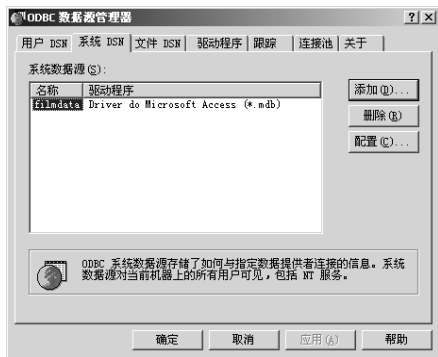 ODBC 数据源管理器
用户 DSN 系统 DSN 文件 DSN 驱动程序 跟踪 连接池 关于
系统数据源(S):
名称 驱动程序
filmdata Driver do Microsoft Access (*.mdb)
添加(D)...
删除(R)
配置(C)...
ODBC 系统数据源存储了如何与指定数据提供者连接的信息。系统
数据源对当前机器上的所有用户可见，包括 NT 服务。
确定 取消 应用(A) 帮助